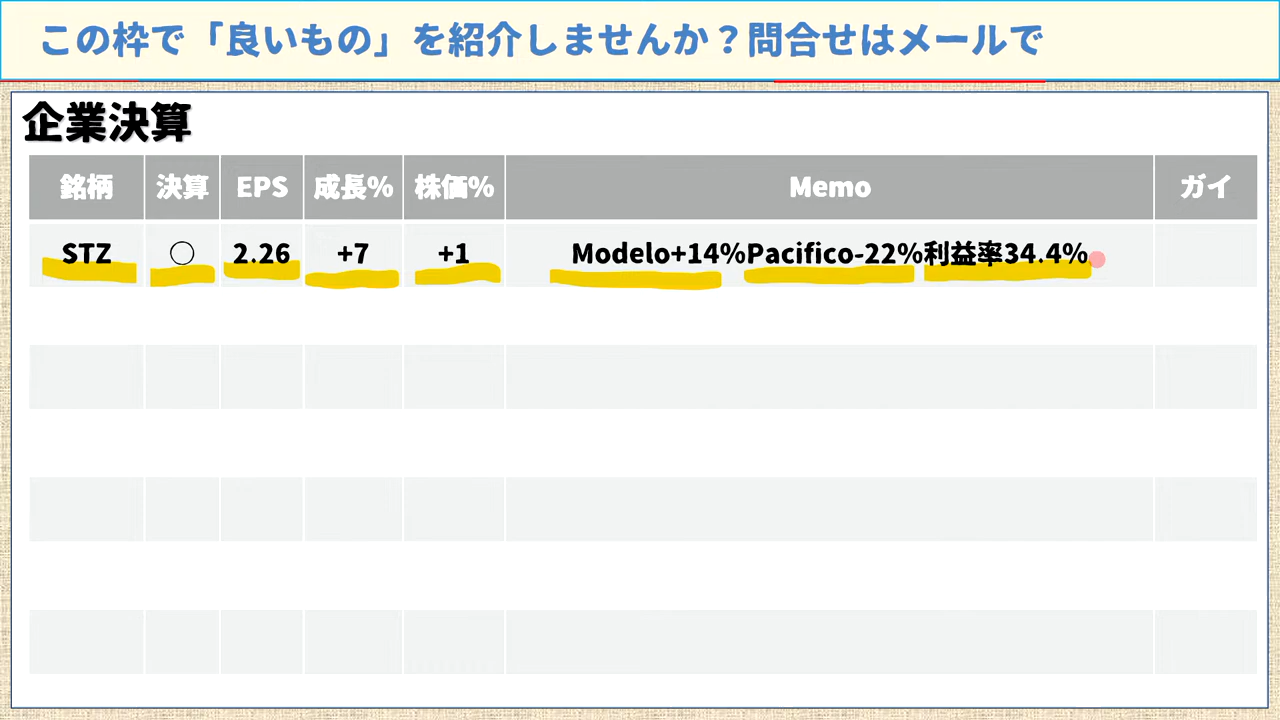 この枠で「良いもの」を紹介しませんか？問合せはメールで
企業決算
銘柄 決算 EPS 成長% 株価% Memo ガイ
STZ ○ 2.26 +7 +1 Modelo+14%Pacifico-22%利益率34.4%